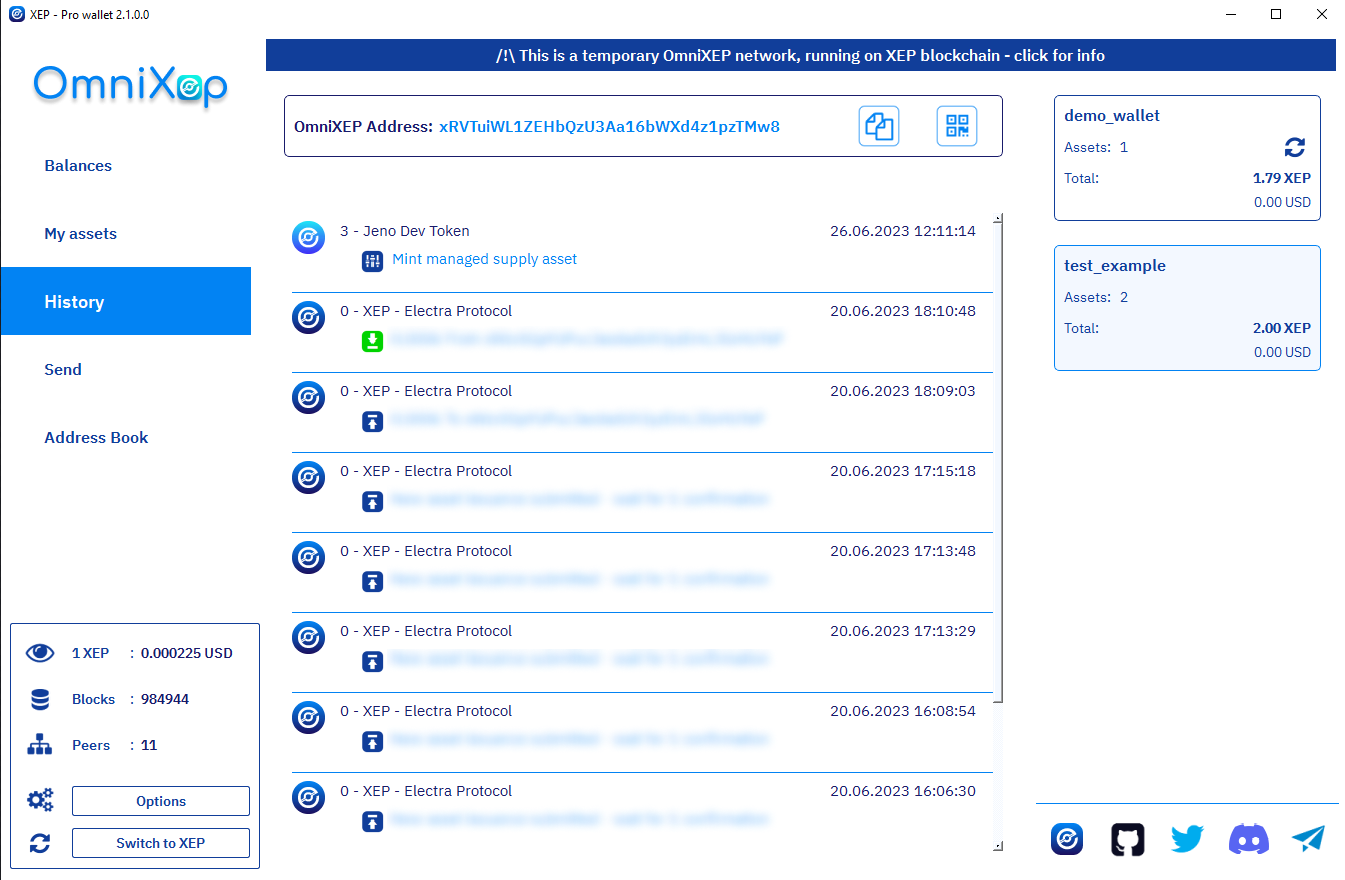 XEP - Pro wallet 2.1.0.0
OmniXep
/!\ This is a temporary OmniXEP network, running on XEP blockchain - click for info
OmniXEP Address: xRVTuiWL1ZEHbQzU3Aa16bWXd4z1pzTMw8
Balances
My assets
History
Send
Address Book
3 - Jeno Dev Token 26.06.2023 12:11:14
Mint managed supply asset
0 - XEP - Electra Protocol 20.06.2023 18:10:48
0 - XEP - Electra Protocol 20.06.2023 18:09:03
0 - XEP - Electra Protocol 20.06.2023 17:15:18
0 - XEP - Electra Protocol 20.06.2023 17:13:48
0 - XEP - Electra Protocol 20.06.2023 17:13:29
0 - XEP - Electra Protocol 20.06.2023 16:08:54
0 - XEP - Electra Protocol 20.06.2023 16:06:30
demo_wallet
Assets: 1
Total: 1.79 XEP
0.00 USD
test_example
Assets: 2
Total: 2.00 XEP
0.00 USD
1 XEP : 0.000225 USD
Blocks : 984944
Peers : 11
Options
Switch to XEP